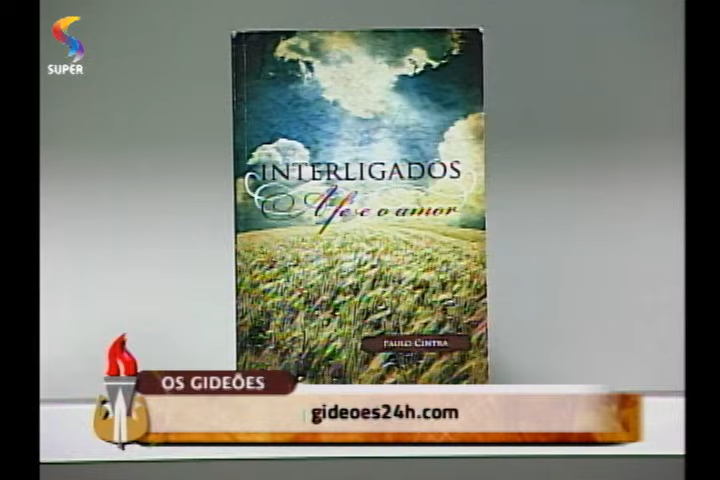 SUPER
INTERLIGADOS
A fé e o amor
PAULO CINTRA
OS GIDEÕES
gideoes24h.com